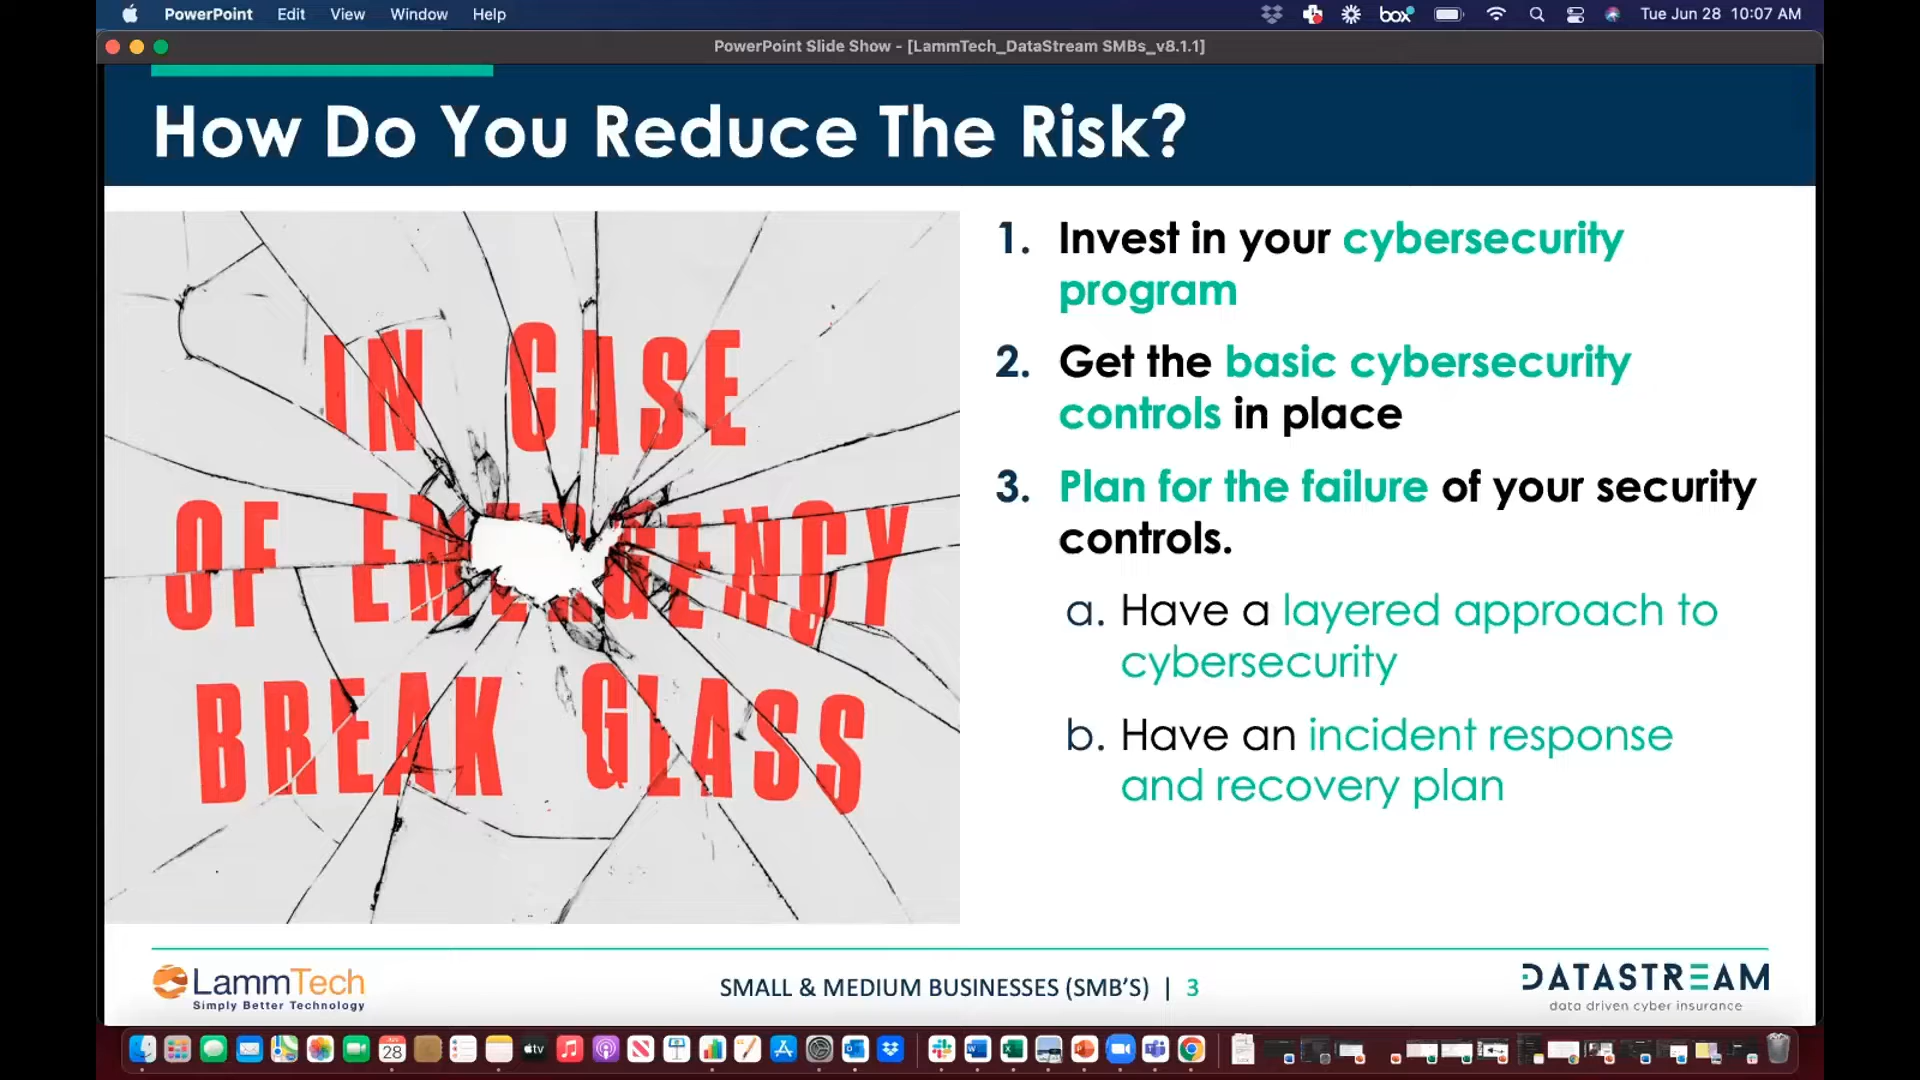 PowerPoint Edit View Window Help box Tue Jun 28 10:07 AM
PowerPoint Slide Show - [LammTech_DataStream SMBs_v8.1.1]
How Do You Reduce The Risk?
IN CASE
OF EMERGENCY
BREAK GLASS
1. Invest in your cybersecurity
program
2. Get the basic cybersecurity
controls in place
3. Plan for the failure of your security
controls.
a. Have a layered approach to
cybersecurity
b. Have an incident response
and recovery plan
LammTech
Simply Better Technology
SMALL & MEDIUM BUSINESSES (SMB'S) | 3
DATASTREAM
data driven cyber insurance
JUN
28
tv